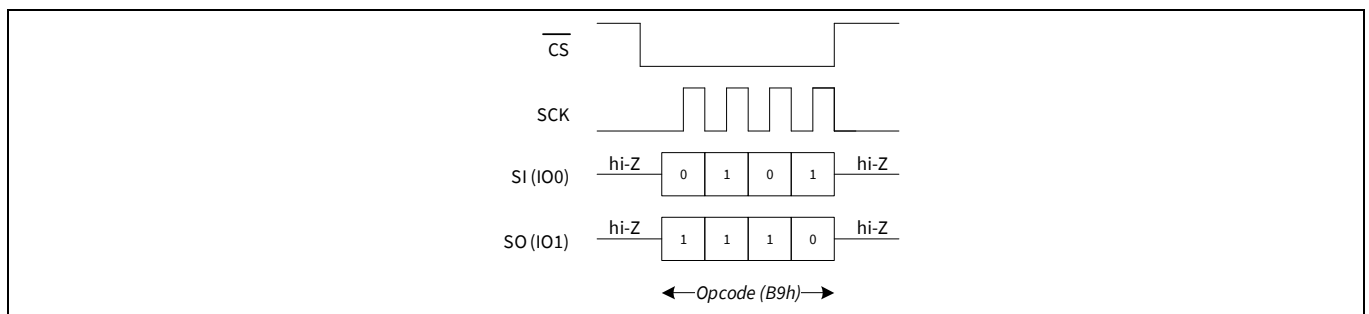 CS
SCK
hi-Z 0 1 0 1 hi-Z
SI (IO0)
hi-Z 1 1 1 0 hi-Z
SO (IO1)
Opcode (B9h)